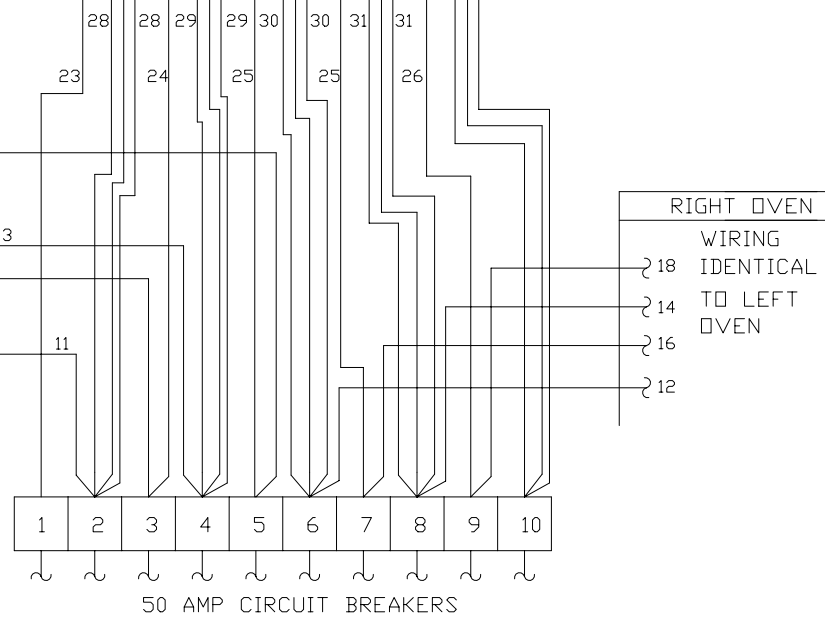 28 28 29 29 30 30 31 31
23 24 25 25 26
RIGHT OVEN
3
WIRING
18 IDENTICAL
14 TO LEFT
OVEN
11
16
12
1 2 3 4 5 6 7 8 9 10
50 AMP CIRCUIT BREAKERS